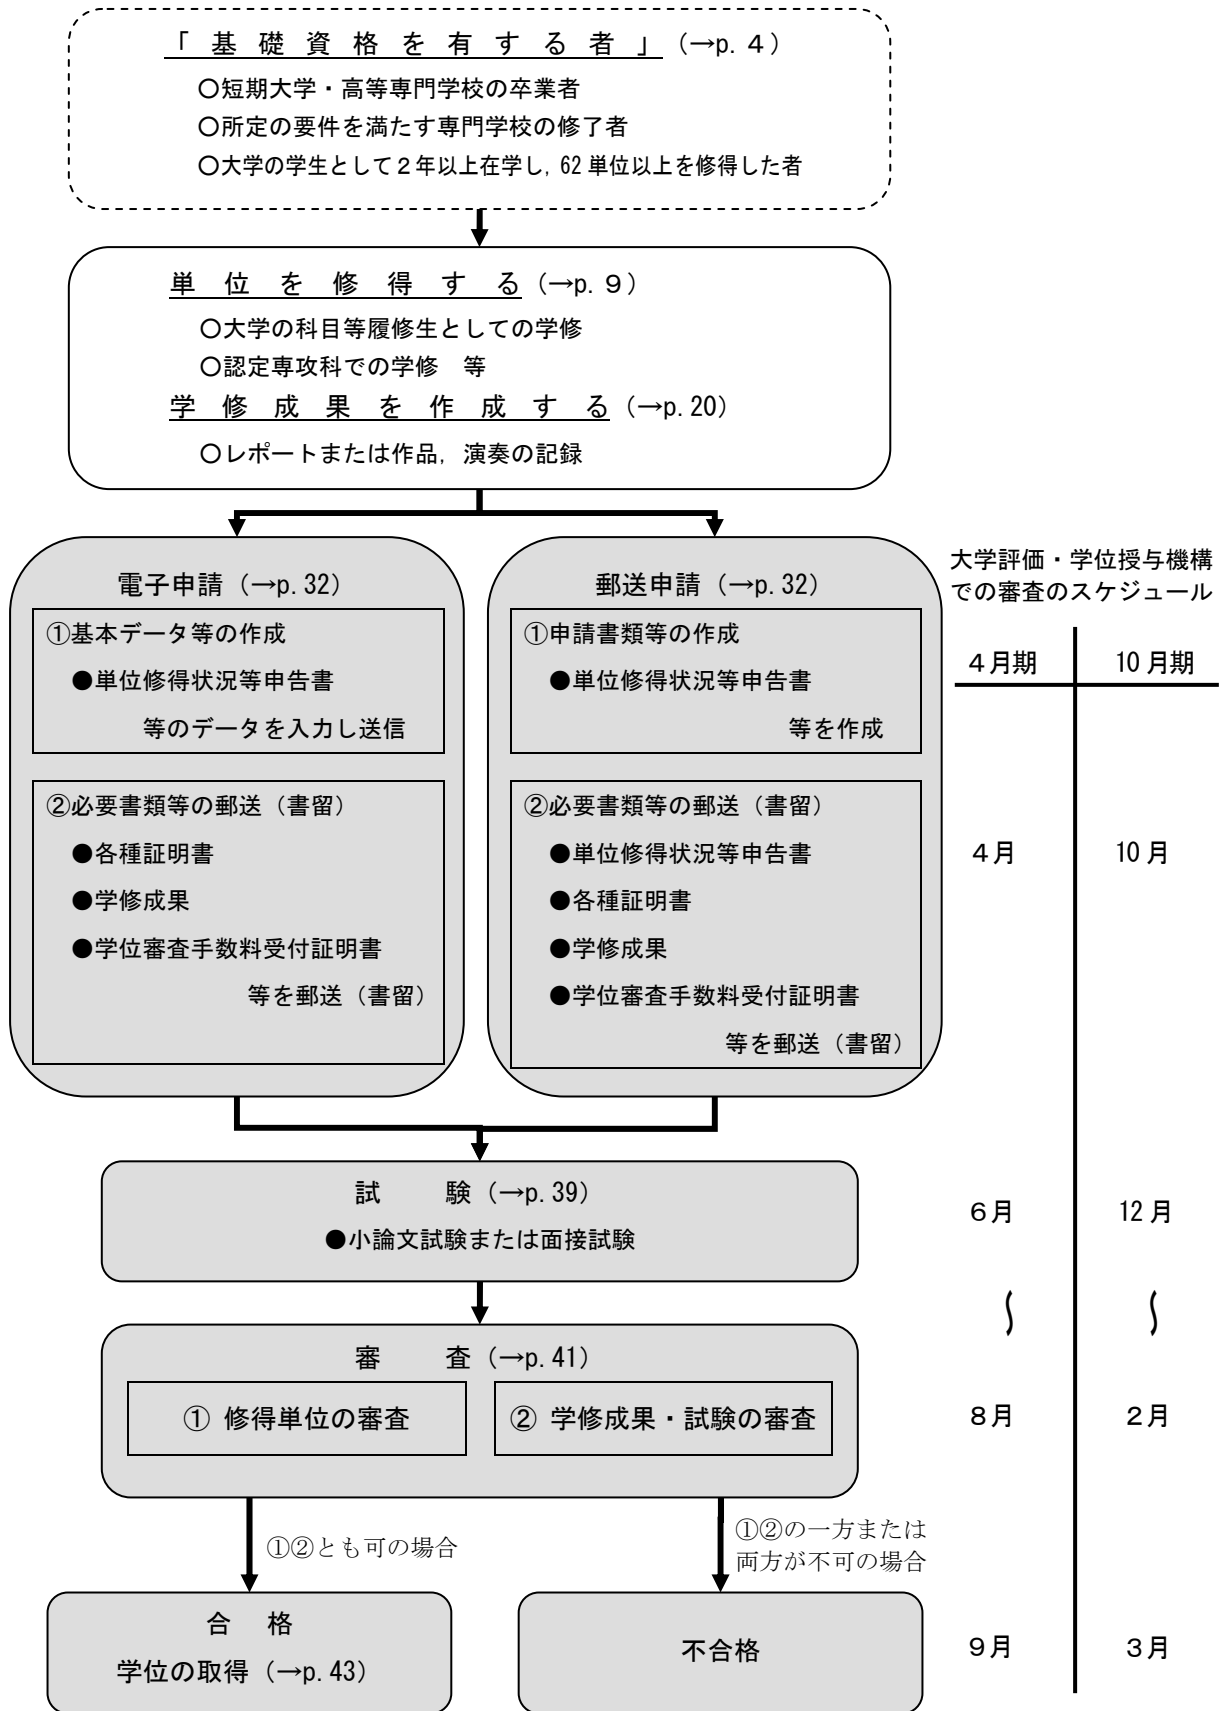 「基礎資格を有する者」(→p.４)
○短期大学・高等専門学校の卒業者
○所定の要件を満たす専門学校の修了者
○大学の学生として２年以上在学し，62単位以上を修得した者
単位を修得する(→p.９)
○大学の科目等履修生としての学修
○認定専攻科での学修　等
学修成果を作成する(→p.20)
○レポートまたは作品，演奏の記録
電子申請（→p.32）
①基本データ等の作成
●単位修得状況等申告書
等のデータを入力し送信
②必要書類等の郵送（書留）
●各種証明書
●学修成果
●学位審査手数料受付証明書
等を郵送（書留）
郵送申請（→p.32）
①申請書類等の作成
●単位修得状況等申告書
等を作成
②必要書類等の郵送（書留）
●単位修得状況等申告書
●各種証明書
●学修成果
●学位審査手数料受付証明書
等を郵送（書留）
大学評価・学位授与機構
での審査のスケジュール
４月期　10月期
４月　10月
試　　験（→p.39）
●小論文試験または面接試験
６月　12月
〜　〜
審　　査（→p.41）
① 修得単位の審査
② 学修成果・試験の審査
８月　２月
①②とも可の場合
①②の一方または
両方が不可の場合
合　格
学位の取得（→p.43）
不合格
９月　３月